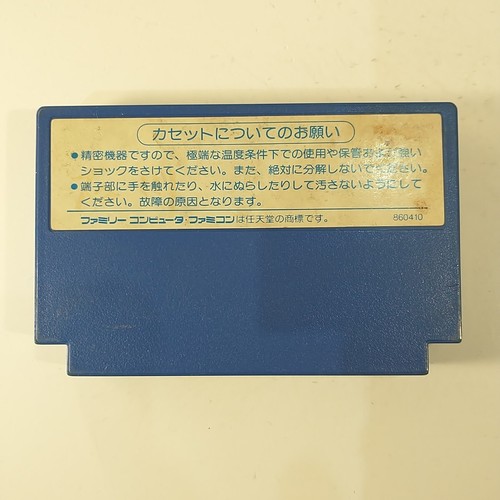 カセットについてのお願い
●精密機器ですので、極端な温度条件下での使用や保管および強い
ショックをさけてください。また、絶対に分解しないでください。
●端子部に手を触れたり、水にぬらしたりして汚さないようにして
ください。故障の原因となります。
ファミリーコンピュータ・ファミコンは任天堂の商標です。 860410